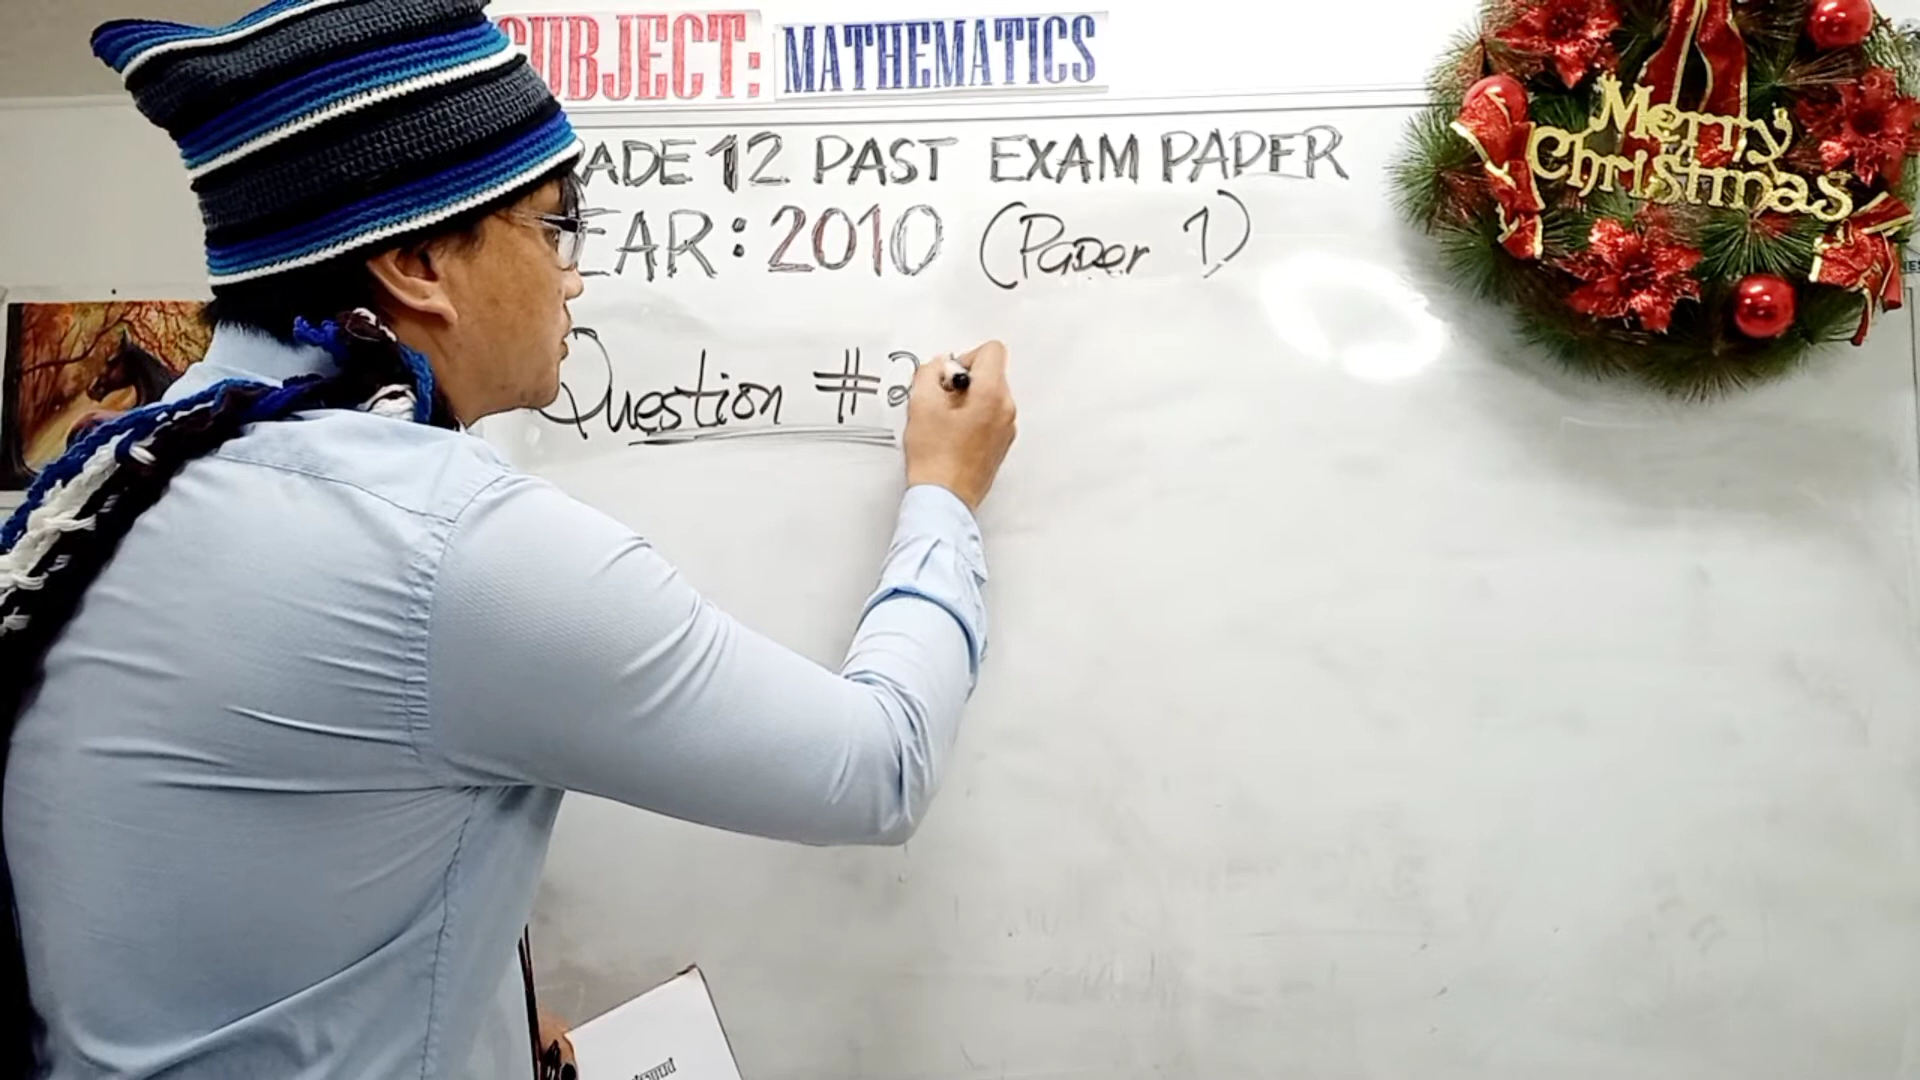 SUBJECT: MATHEMATICS
GRADE 12 PAST EXAM PAPER
YEAR: 2010 (Paper 1)
Question #2
Merry
Christmas